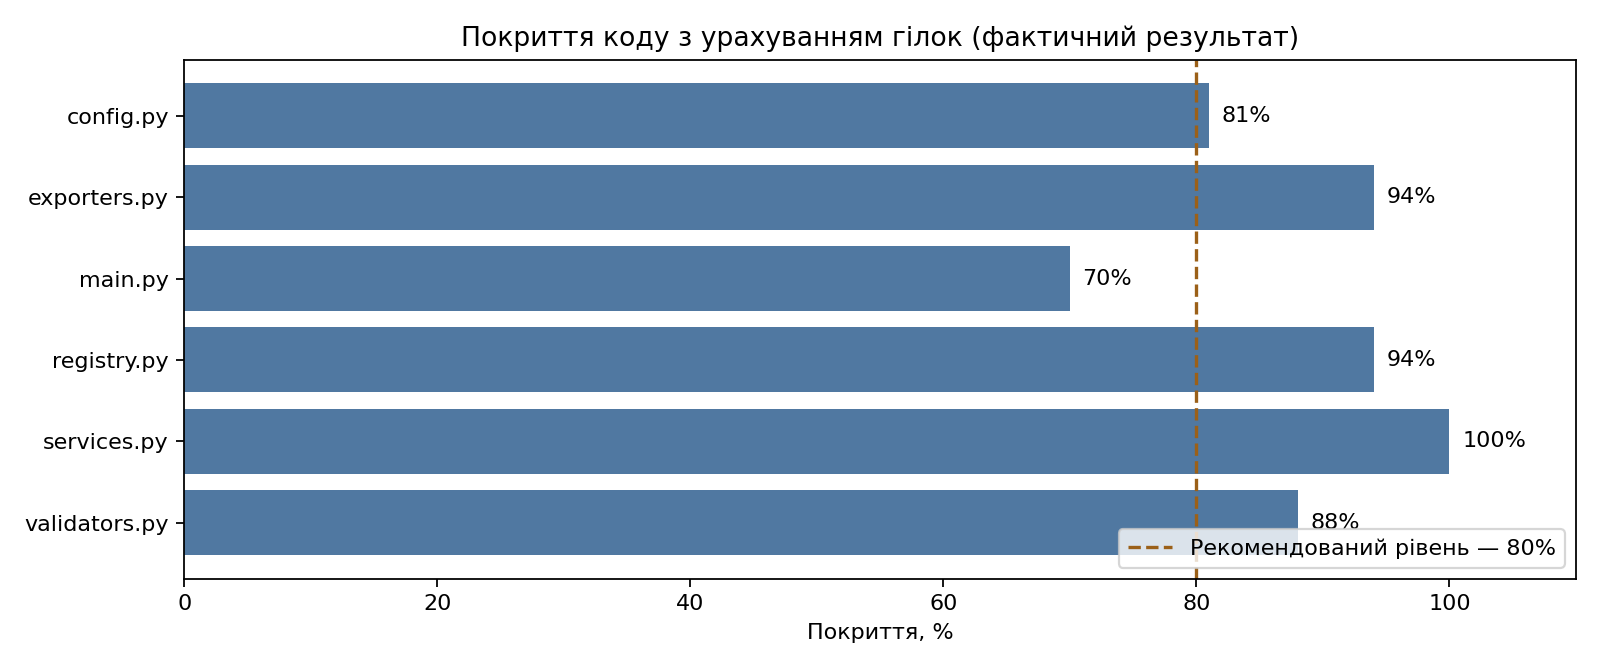 Покриття коду з урахуванням гілок (фактичний результат)
config.py
81%
exporters.py
94%
main.py
70%
registry.py
94%
services.py
100%
validators.py
88%
Рекомендований рівень — 80%
0
20
40
60
80
100
Покриття, %